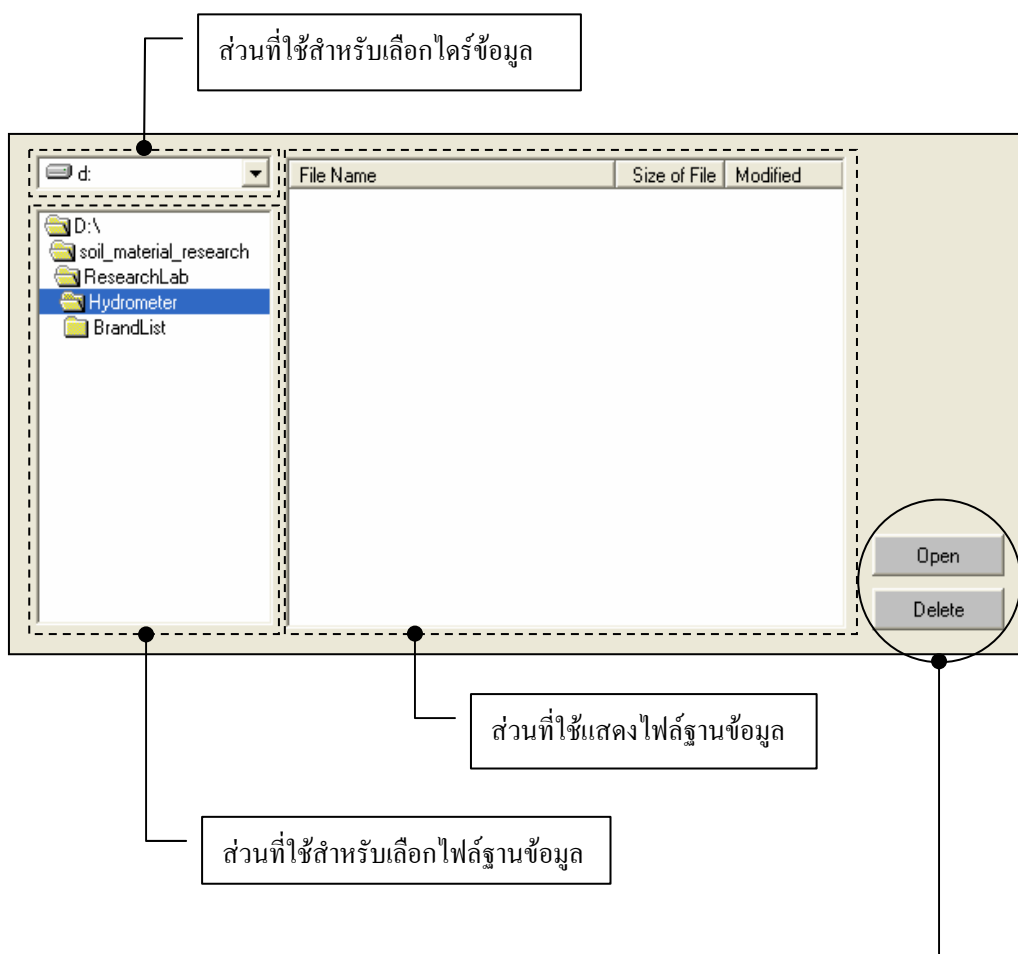 ส่วนที่ใช้สำหรับเลือกไดร์ข้อมูล
d:
File Name Size of File Modified
D:\
soil_material_research
ResearchLab
Hydrometer
BrandList
Open
Delete
ส่วนที่ใช้แสดงไฟล์ฐานข้อมูล
ส่วนที่ใช้สำหรับเลือกไฟล์ฐานข้อมูล